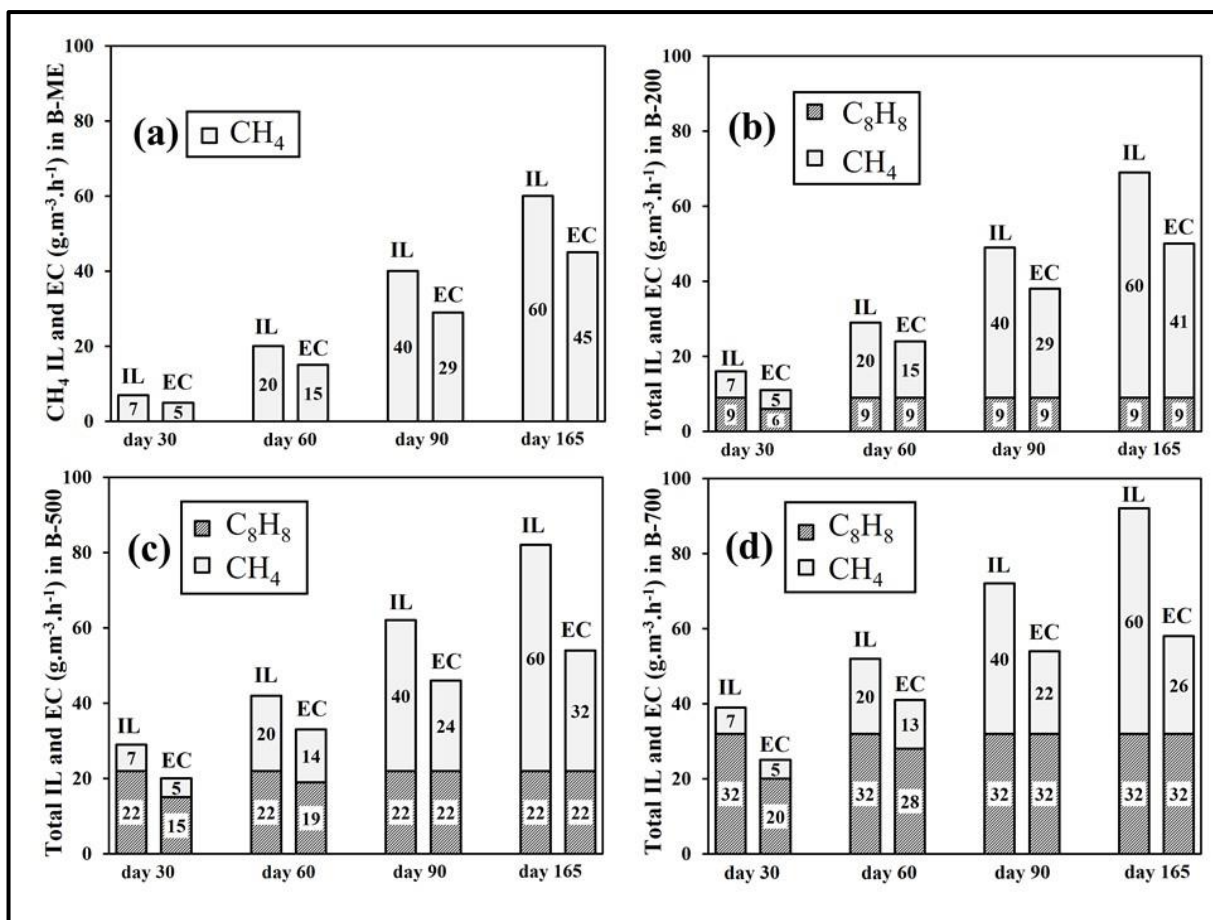 CH₄ IL and EC (g.m⁻³.h⁻¹) in B-ME
100
80
60
40
20
0
(a)
CH₄
IL
7
EC
5
IL
20
EC
15
IL
40
EC
29
IL
60
EC
45
day 30
day 60
day 90
day 165
Total IL and EC (g.m⁻³.h⁻¹) in B-200
100
80
60
40
20
0
(b)
C₈H₈
CH₄
IL
7
9
EC
5
6
IL
20
9
EC
15
9
IL
40
9
EC
29
9
IL
60
9
EC
41
9
day 30
day 60
day 90
day 165
Total IL and EC (g.m⁻³.h⁻¹) in B-500
100
80
60
40
20
0
(c)
C₈H₈
CH₄
IL
7
22
EC
5
15
IL
20
22
EC
14
19
IL
40
22
EC
24
22
IL
60
22
EC
32
22
day 30
day 60
day 90
day 165
Total IL and EC (g.m⁻³.h⁻¹) in B-700
100
80
60
40
20
0
(d)
C₈H₈
CH₄
IL
7
32
EC
5
20
IL
20
32
EC
13
28
IL
40
32
EC
22
32
IL
60
32
EC
26
32
day 30
day 60
day 90
day 165